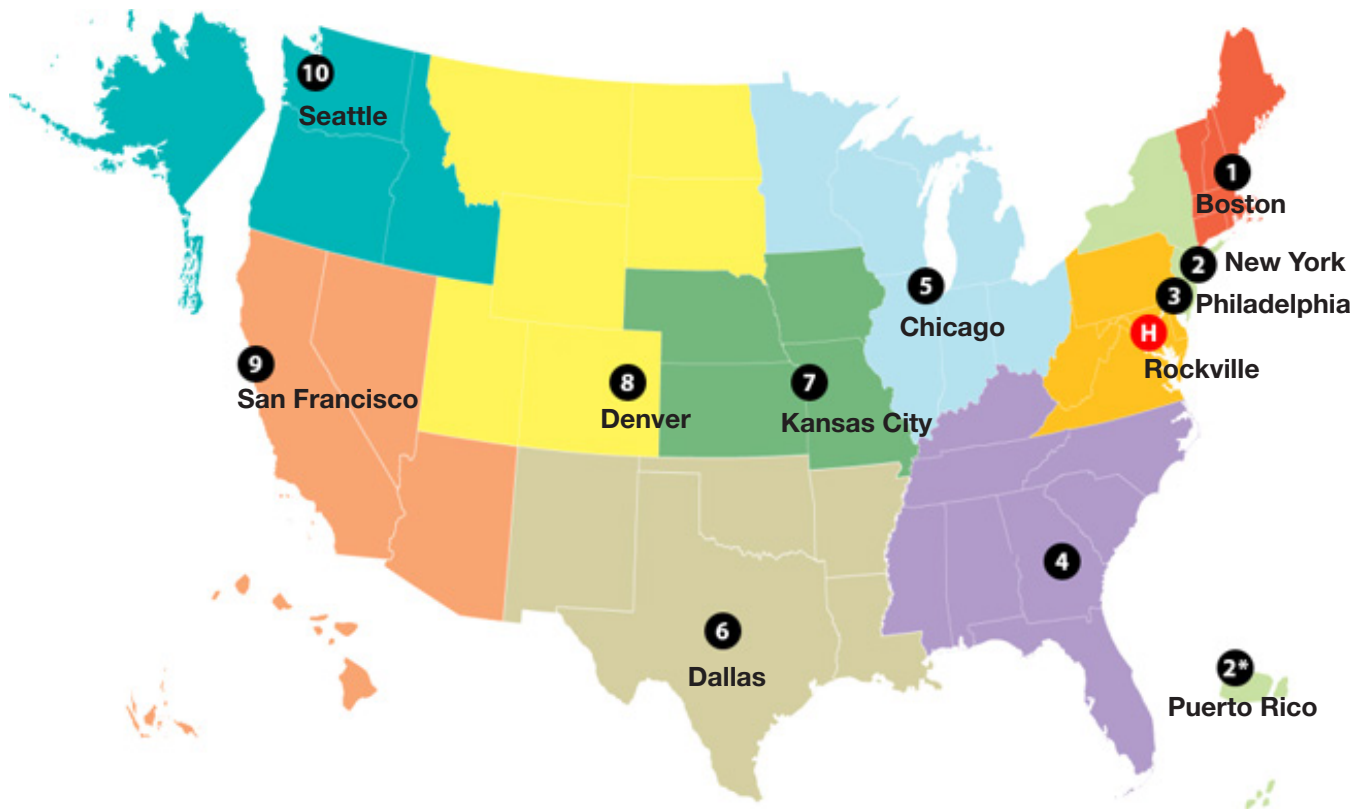 10
Seattle
1
Boston
2
New York
3
Philadelphia
5
Chicago
H
Rockville
9
San Francisco
8
Denver
7
Kansas City
4
6
Dallas
2*
Puerto Rico